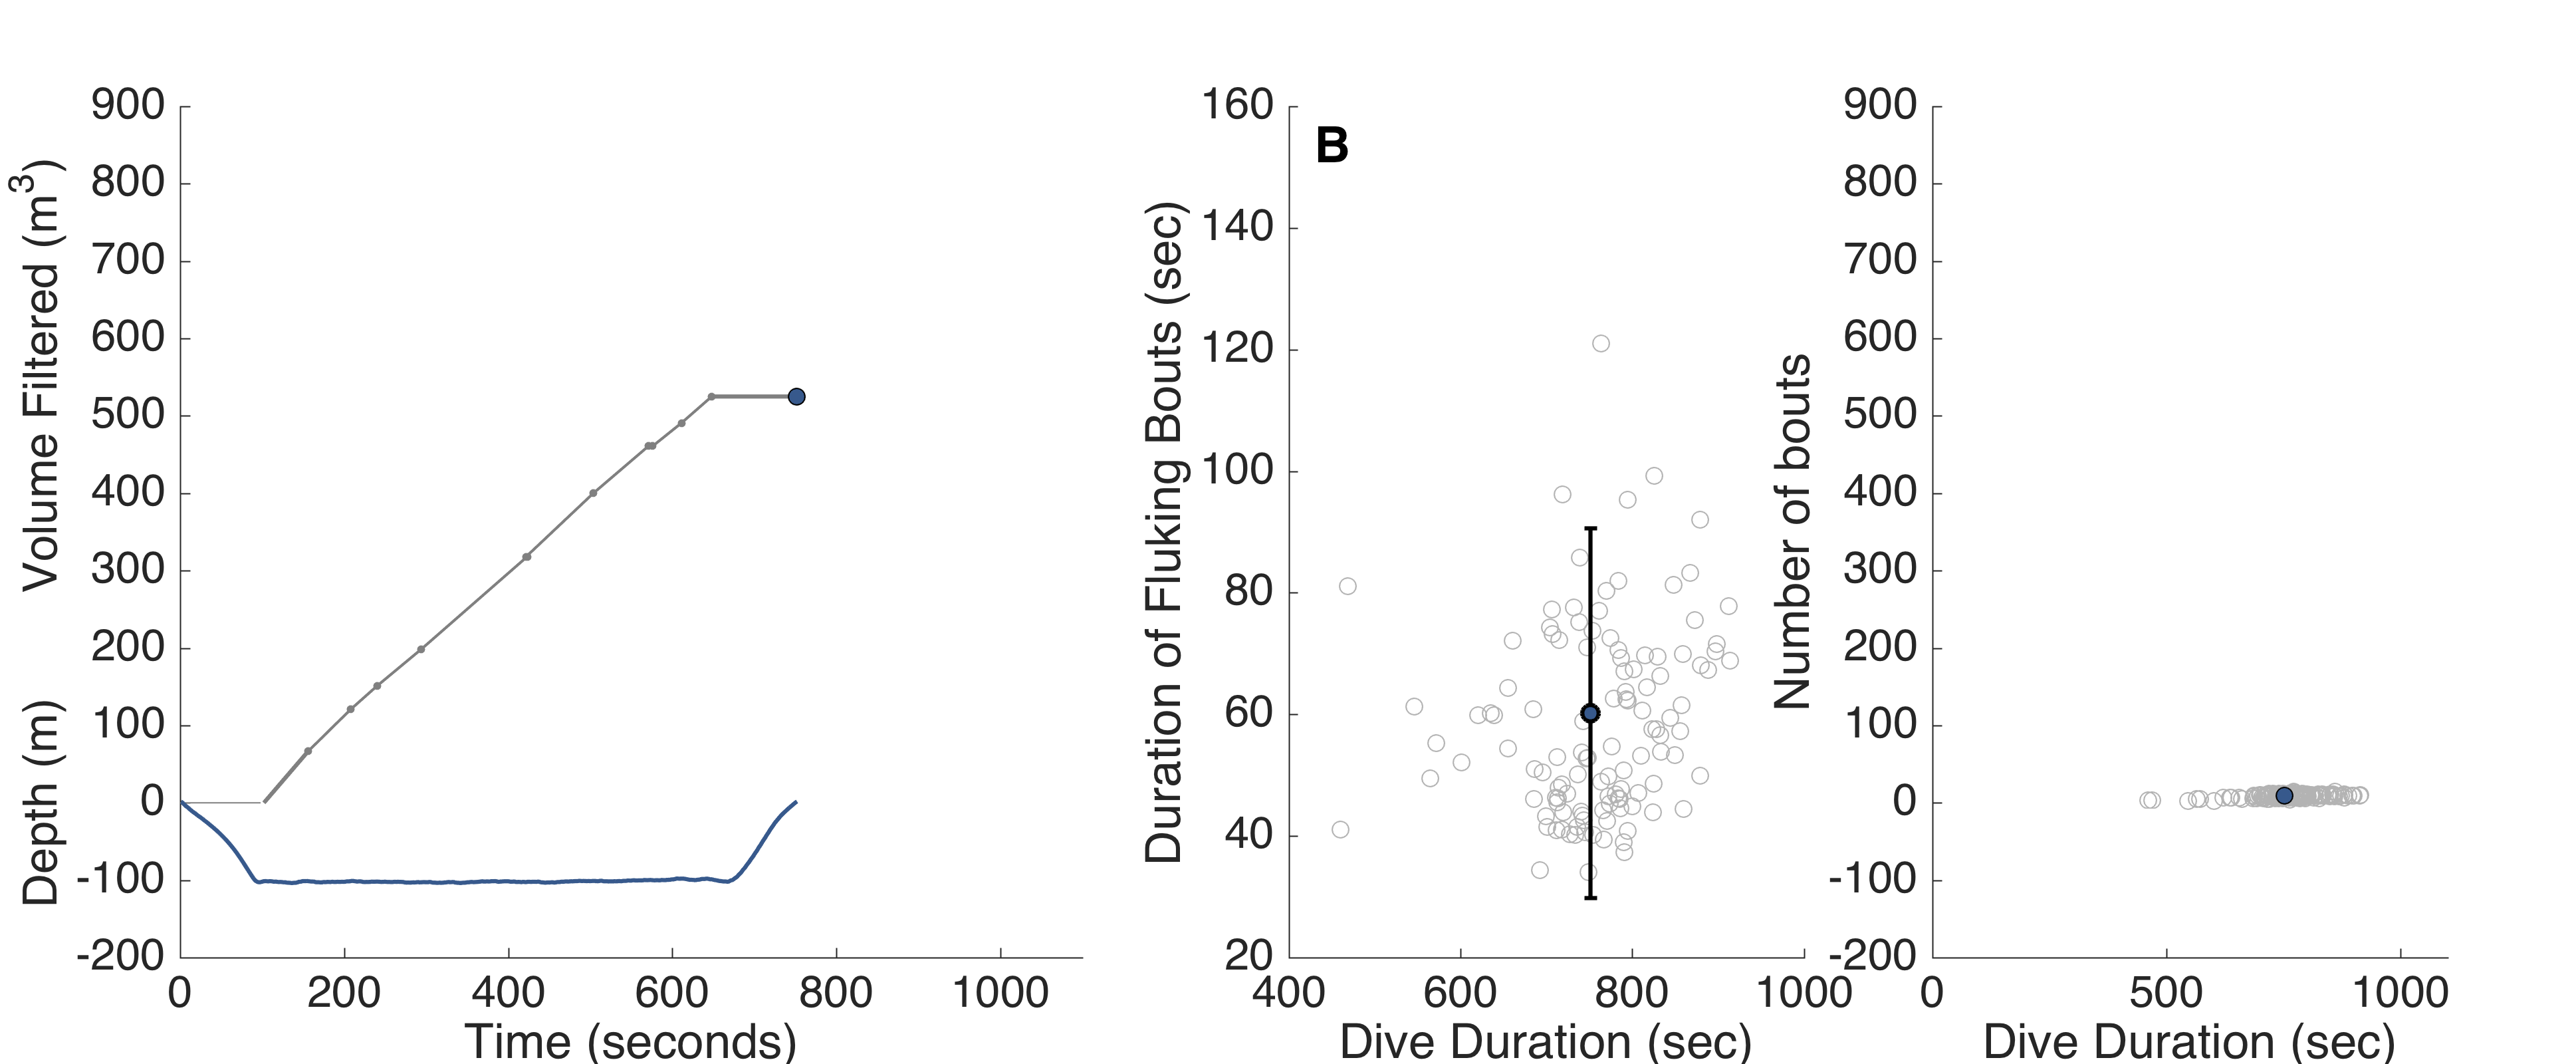 900
800
700
600
500
400
300
200
100
0
-100
-200
Volume Filtered (m³)
Depth (m)
0 200 400 600 800 1000
Time (seconds)
B
160
140
120
100
80
60
40
20
Duration of Fluking Bouts (sec)
400 600 800 1000
Dive Duration (sec)
900
800
700
600
500
400
300
200
100
0
-100
-200
Number of bouts
0 500 1000
Dive Duration (sec)